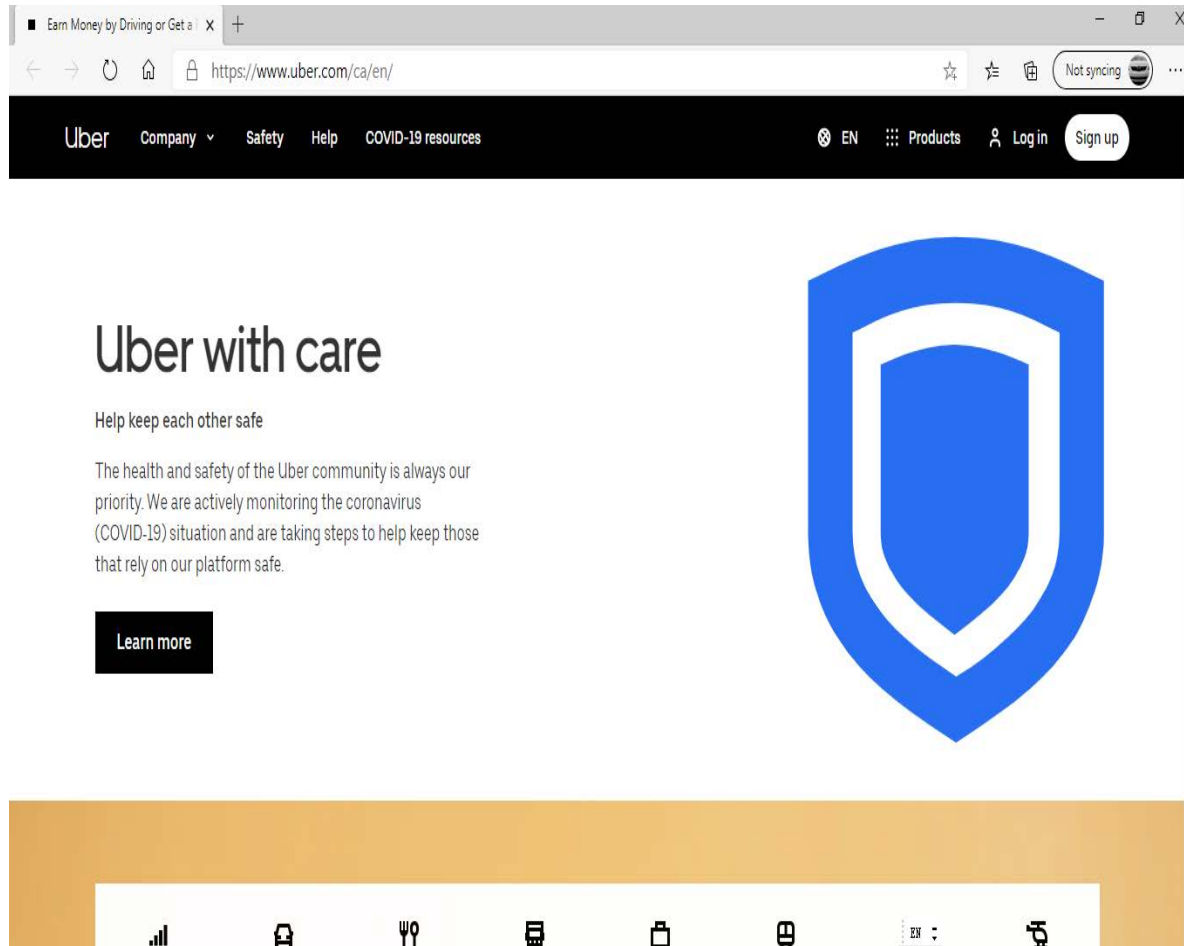 Earn Money by Driving or Get a
https://www.uber.com/ca/en/
Not syncing
Uber Company Safety Help COVID-19 resources EN Products Log in Sign up
Uber with care
Help keep each other safe
The health and safety of the Uber community is always our
priority. We are actively monitoring the coronavirus
(COVID-19) situation and are taking steps to help keep those
that rely on our platform safe.
Learn more
EN